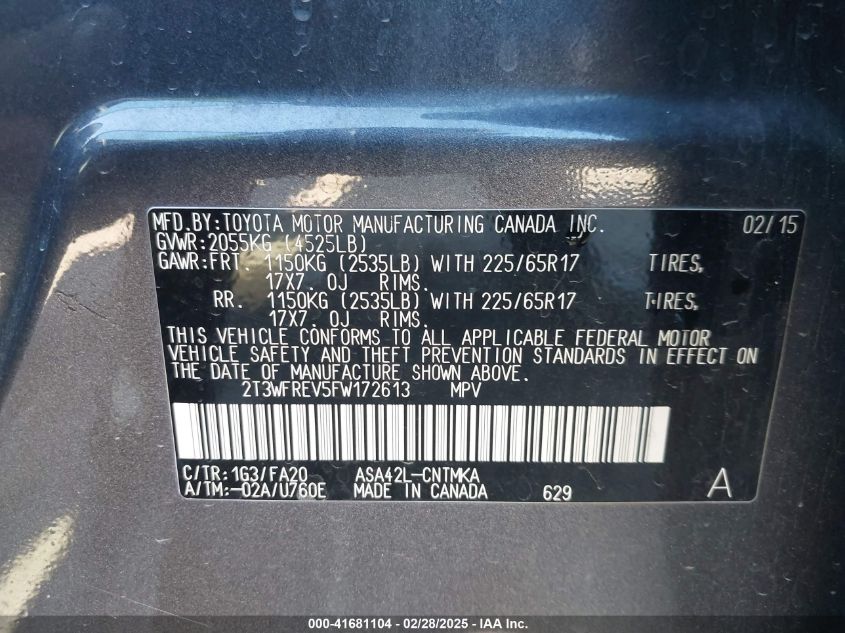 MFD.BY:TOYOTA MOTOR MANUFACTURING CANADA INC. 02/15
GVWR:2055KG (4525LB)
GAWR:FRT. 1150KG (2535LB) WITH 225/65R17 TIRES,
17X7.0J RIMS.
RR. 1150KG (2535LB) WITH 225/65R17 TIRES,
17X7.0J RIMS.
THIS VEHICLE CONFORMS TO ALL APPLICABLE FEDERAL MOTOR
VEHICLE SAFETY AND THEFT PREVENTION STANDARDS IN EFFECT ON
THE DATE OF MANUFACTURE SHOWN ABOVE.
2T3WFREV5FW172613 MPV
C/TR:1G3/FA20 ASA42L-CNTMKA
A/TM:-02A/U760E MADE IN CANADA 629 A
000-41681104 / 02/28/2025 - IAA Inc.